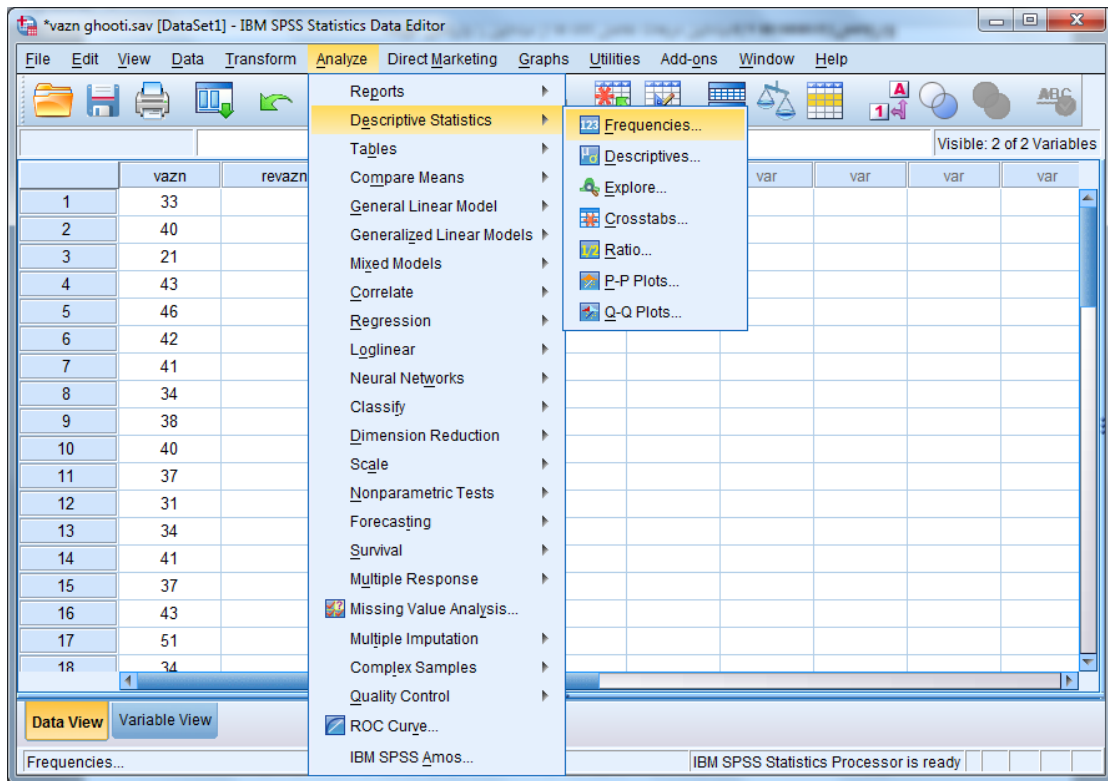 *vazn ghooti.sav [DataSet1] - IBM SPSS Statistics Data Editor
File Edit View Data Transform Analyze Direct Marketing Graphs Utilities Add-ons Window Help
Visible: 2 of 2 Variables
Reports
Descriptive Statistics
Tables
Compare Means
General Linear Model
Generalized Linear Models
Mixed Models
Correlate
Regression
Loglinear
Neural Networks
Classify
Dimension Reduction
Scale
Nonparametric Tests
Forecasting
Survival
Multiple Response
Missing Value Analysis...
Multiple Imputation
Complex Samples
Quality Control
ROC Curve...
IBM SPSS Amos...
123 Frequencies...
Descriptives...
Explore...
Crosstabs...
1/2 Ratio...
P-P Plots...
Q-Q Plots...
vazn revazn var var var var
1 33
2 40
3 21
4 43
5 46
6 42
7 41
8 34
9 38
10 40
11 37
12 31
13 34
14 41
15 37
16 43
17 51
18 34
Data View Variable View
Frequencies... IBM SPSS Statistics Processor is ready